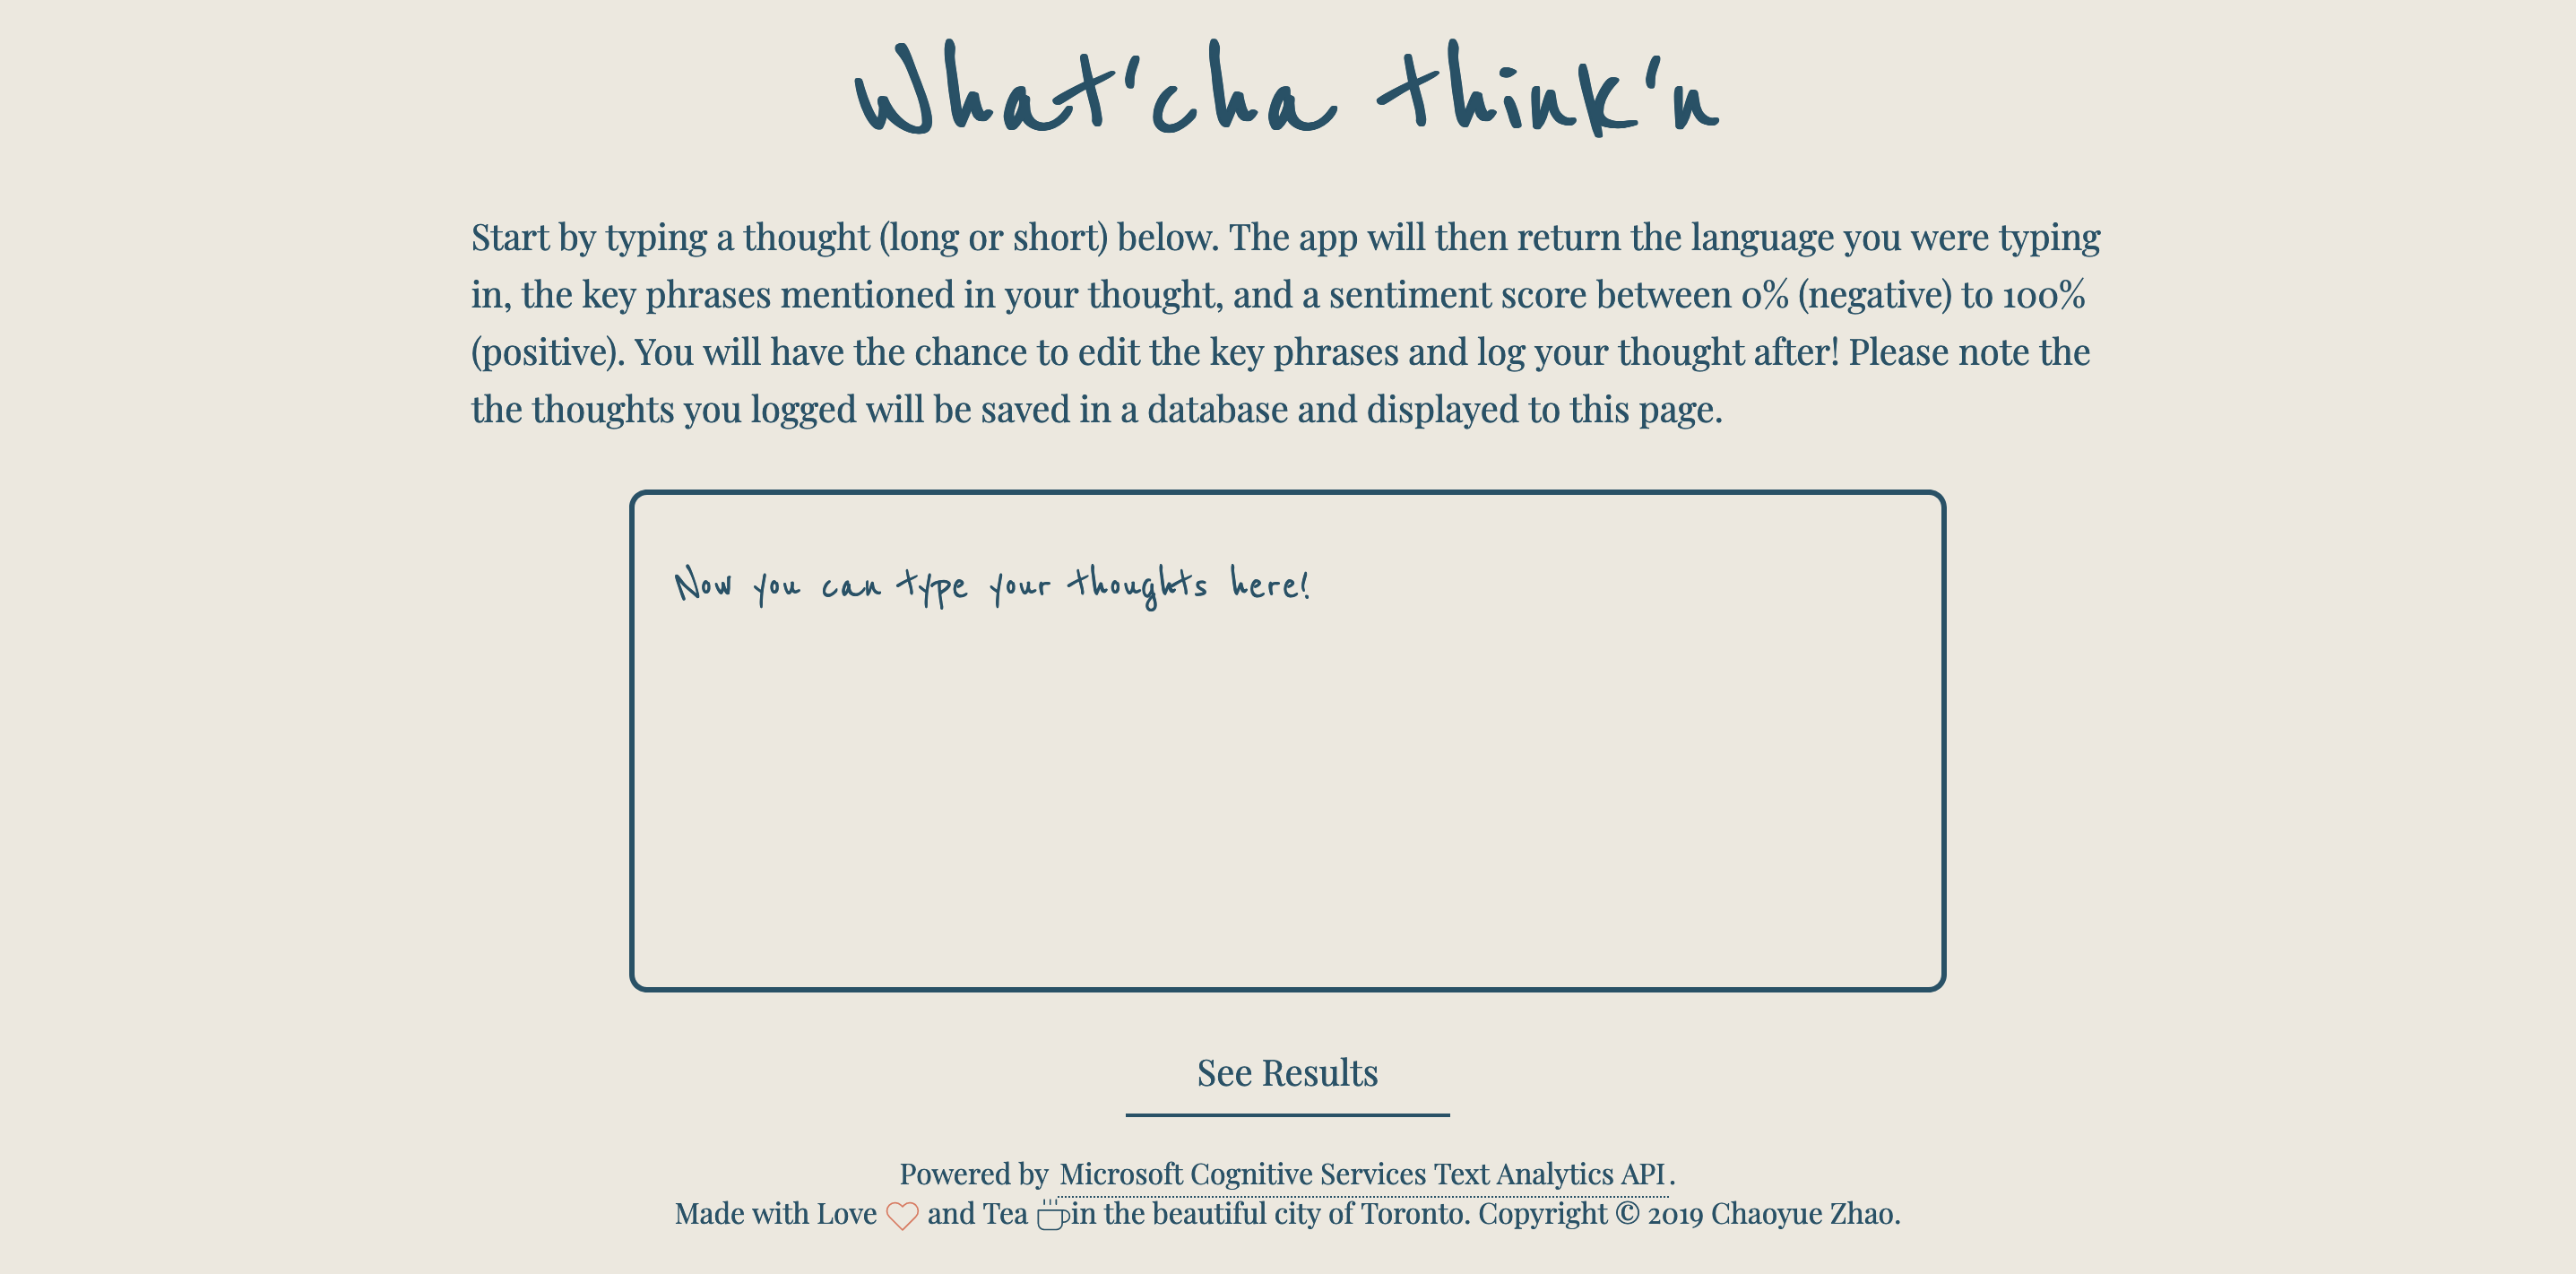 What'cha think'n
Start by typing a thought (long or short) below. The app will then return the language you were typing
in, the key phrases mentioned in your thought, and a sentiment score between 0% (negative) to 100%
(positive). You will have the chance to edit the key phrases and log your thought after! Please note the
the thoughts you logged will be saved in a database and displayed to this page.
Now you can type your thoughts here!
See Results
Powered by Microsoft Cognitive Services Text Analytics API.
Made with Love and Tea in the beautiful city of Toronto. Copyright © 2019 Chaoyue Zhao.